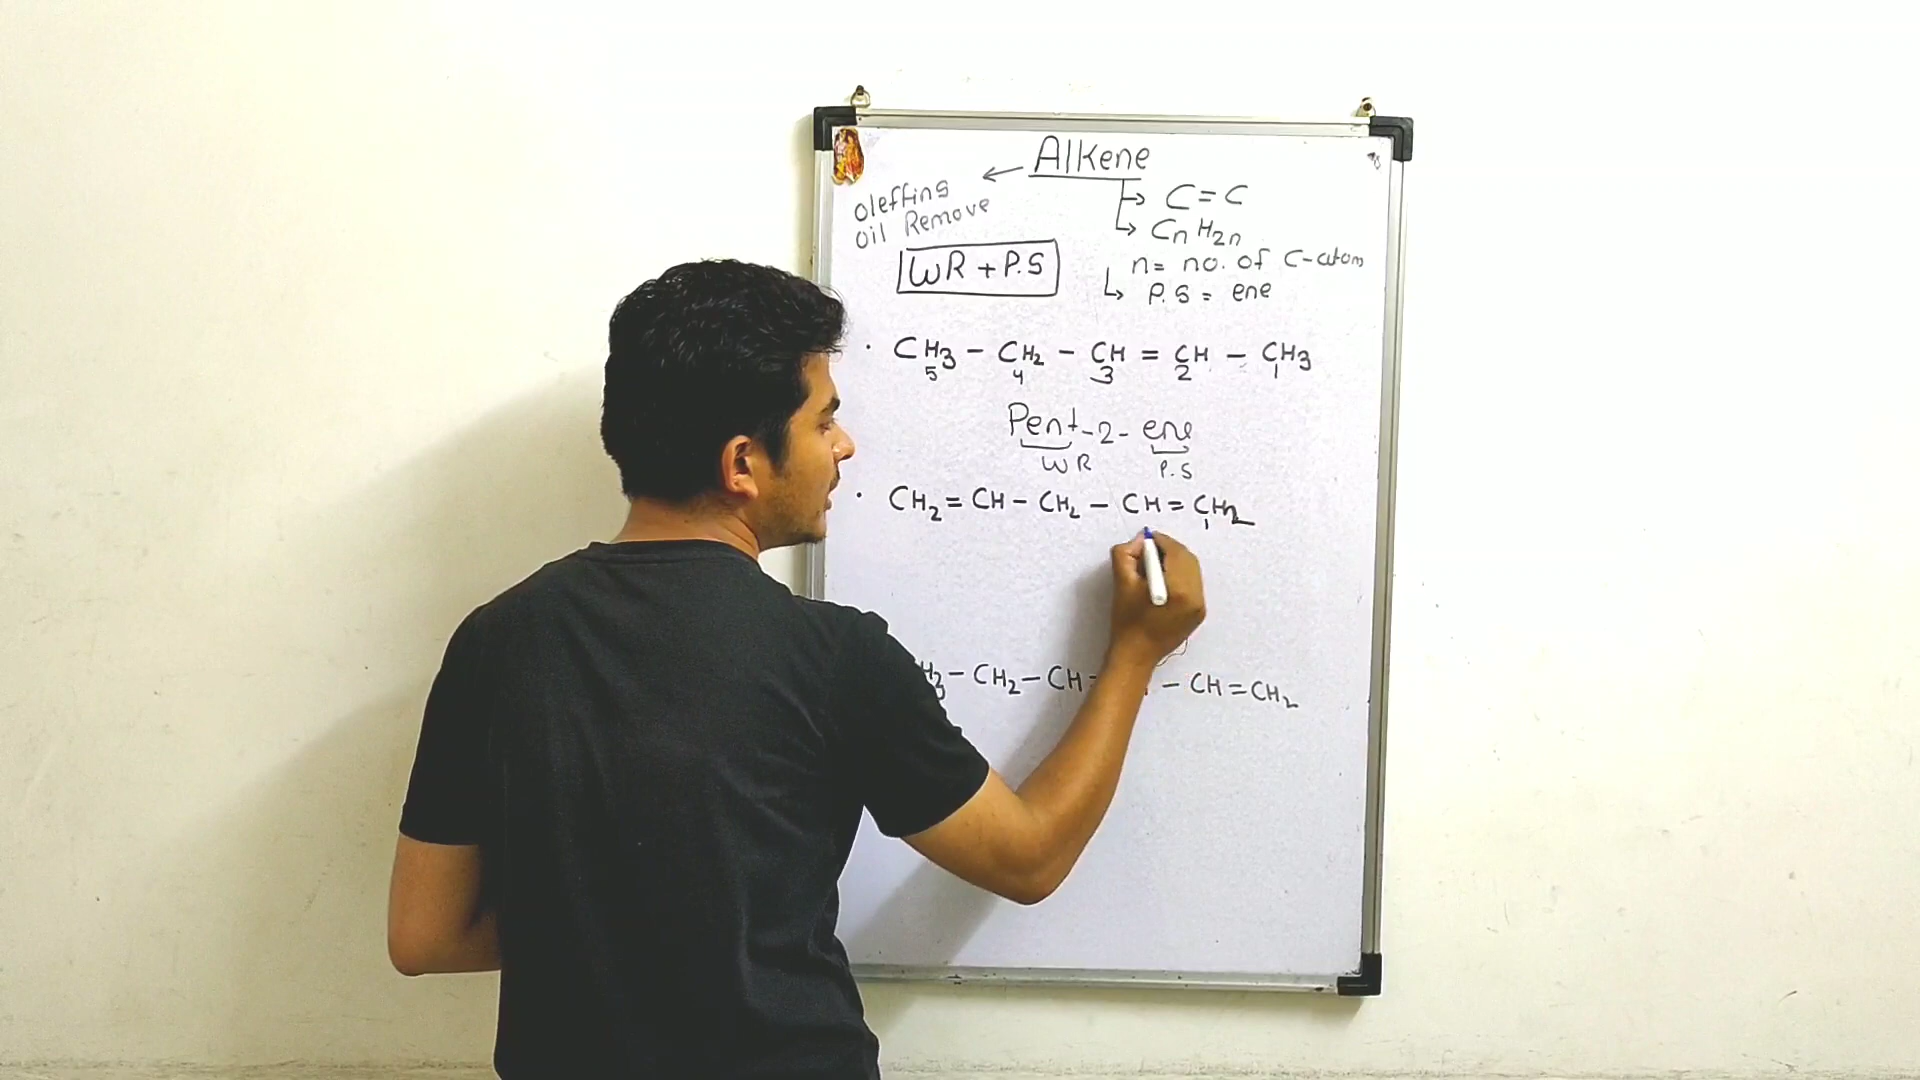 Alkene
← 
oleffins
oil Remove
→ C=C
→ CnH2n
n= no. of C-atom
→ P.S = ene
WR + P.S
· CH3 - CH2 - CH = CH - CH3
5 4 3 2 1
Pent-2-ene
WR P.S
· CH2=CH-CH2-CH=CH2
1
H2-CH2-CH -CH=CH2